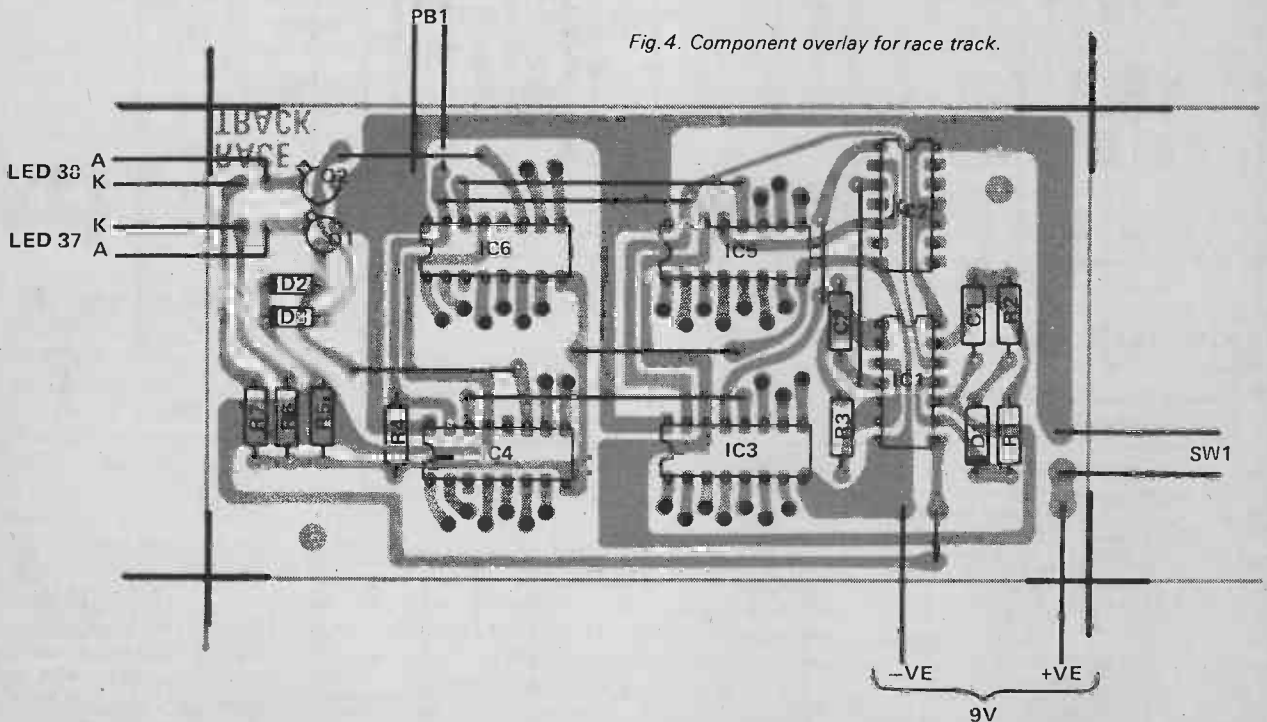 PB1
Fig.4. Component overlay for race track.
TRACK
RACE
LED 38
A
K
LED 37
K
A
Q2
Q1
D2
D3
IC6
IC5
IC2
C2
C1
R2
IC1
R7
R6
R5
R4
IC4
IC3
R3
D1
R1
SW1
–VE
+VE
9V